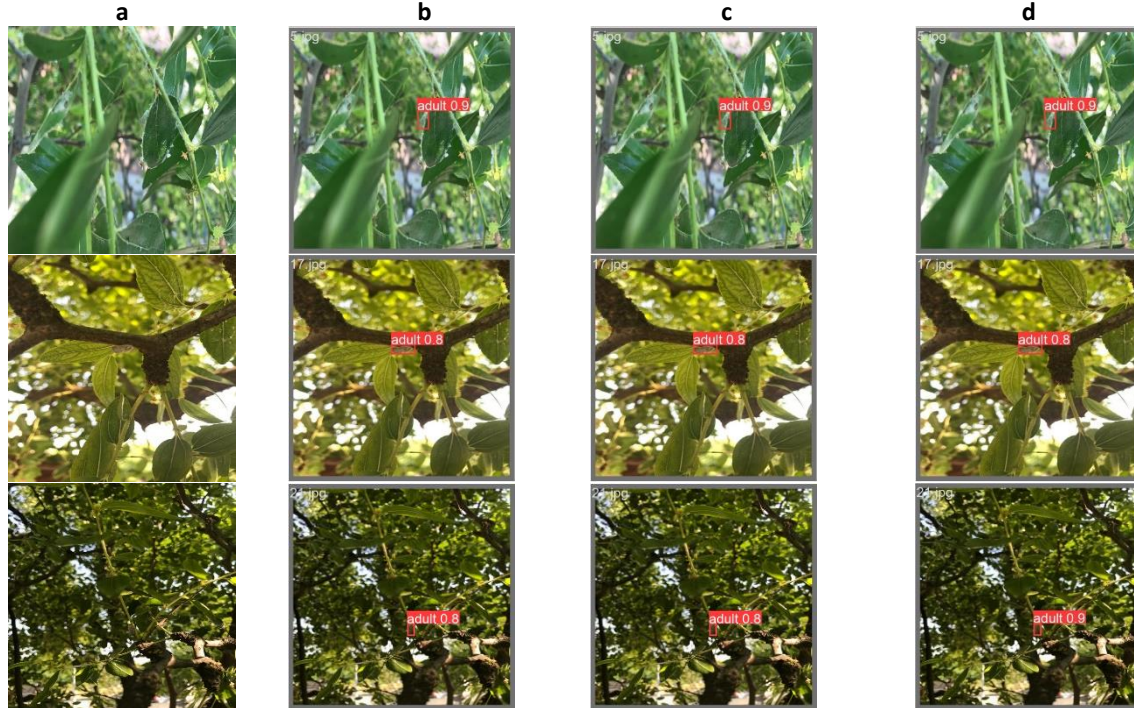 a b c d
5.jpg 5.jpg 5.jpg
adult 0.9 adult 0.9 adult 0.9
17.jpg 17.jpg 17.jpg
adult 0.8 adult 0.8 adult 0.8
21.jpg 21.jpg 21.jpg
adult 0.8 adult 0.8 adult 0.9